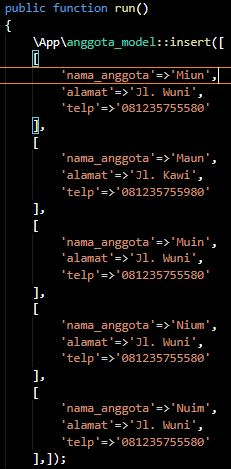 public function run()
{
\App\anggota_model::insert([
[
'nama_anggota'=>'Miun',
'alamat'=>'Jl. Wuni',
'telp'=>'081235755580'
],
[
'nama_anggota'=>'Maun',
'alamat'=>'Jl. Kawi',
'telp'=>'081235755980'
],
[
'nama_anggota'=>'Muin',
'alamat'=>'Jl. Wuni',
'telp'=>'081235755580'
],
[
'nama_anggota'=>'Nium',
'alamat'=>'Jl. Wuni',
'telp'=>'081235755580'
],
[
'nama_anggota'=>'Nuim',
'alamat'=>'Jl. Wuni',
'telp'=>'081235755580'
],]);